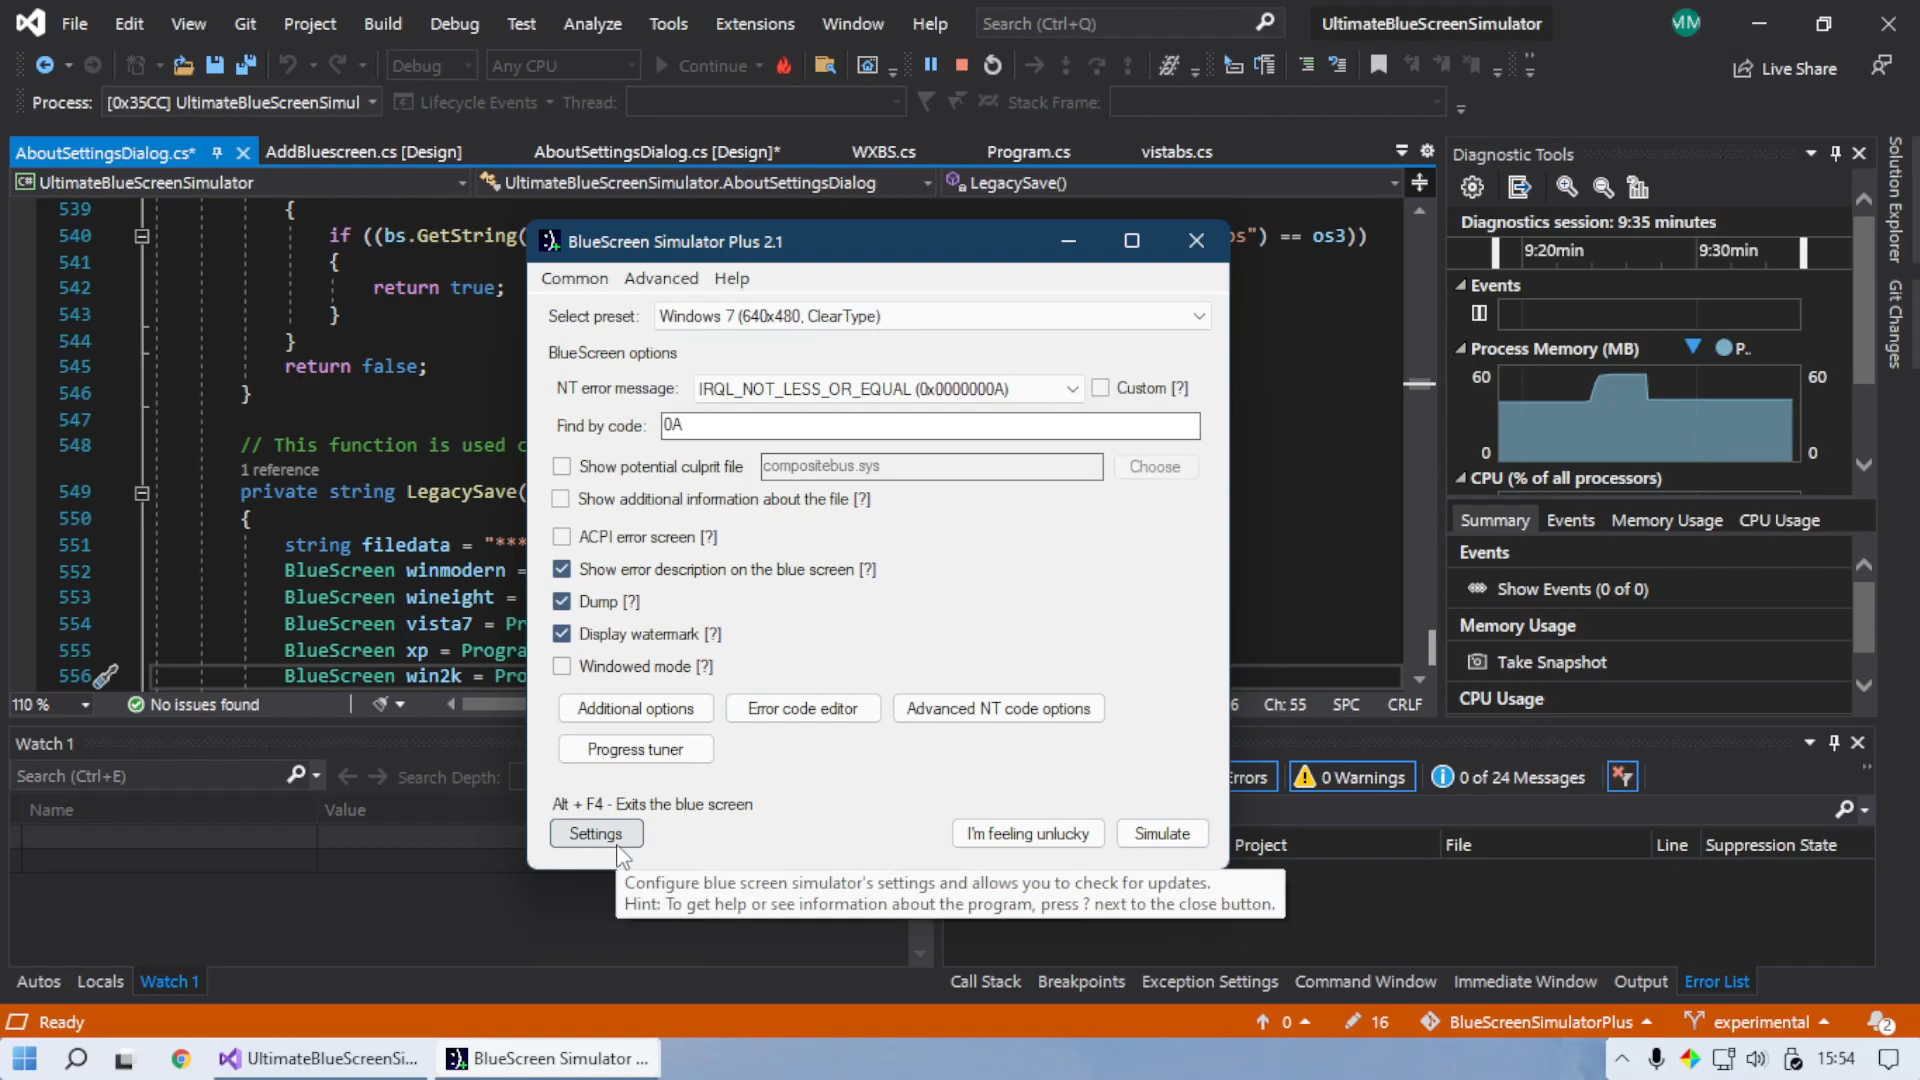 File Edit View Git Project Build Debug Test Analyze Tools Extensions Window Help Search (Ctrl+Q) UltimateBlueScreenSimulator MM
Debug Any CPU Continue Live Share
Process: [0x35CC] UltimateBlueScreenSimul Lifecycle Events Thread: Stack Frame:
AboutSettingsDialog.cs* AddBluescreen.cs [Design] AboutSettingsDialog.cs [Design]* WXBS.cs Program.cs vistabs.cs
UltimateBlueScreenSimulator UltimateBlueScreenSimulator.AboutSettingsDialog LegacySave()
539 {
540 if ((bs.GetString( os") == os3))
541 {
542 return true;
543 }
544 }
545 return false;
546 }
547
548 // This function is used c
1 reference
549 private string LegacySave(
550 {
551 string filedata = "***
552 BlueScreen winmodern =
553 BlueScreen wineight =
554 BlueScreen vista7 = Pr
555 BlueScreen xp = Progra
556 BlueScreen win2k = Pro
110 % No issues found 6 Ch: 55 SPC CRLF
BlueScreen Simulator Plus 2.1
Common Advanced Help
Select preset: Windows 7 (640x480, ClearType)
BlueScreen options
NT error message: IRQL_NOT_LESS_OR_EQUAL (0x0000000A) Custom [?]
Find by code: 0A
Show potential culprit file compositebus.sys Choose
Show additional information about the file [?]
ACPI error screen [?]
Show error description on the blue screen [?]
Dump [?]
Display watermark [?]
Windowed mode [?]
Additional options Error code editor Advanced NT code options
Progress tuner
Alt + F4 - Exits the blue screen
Settings I'm feeling unlucky Simulate
Configure blue screen simulator's settings and allows you to check for updates.
Hint: To get help or see information about the program, press ? next to the close button.
Diagnostic Tools
Diagnostics session: 9:35 minutes
9:20min 9:30min
Events
Process Memory (MB) P..
60 60
0 0
CPU (% of all processors)
Summary Events Memory Usage CPU Usage
Events
Show Events (0 of 0)
Memory Usage
Take Snapshot
CPU Usage
Solution Explorer
Git Changes
Watch 1
Search (Ctrl+E) Search Depth:
Name Value
Errors 0 Warnings 0 of 24 Messages
Project File Line Suppression State
Autos Locals Watch 1 Call Stack Breakpoints Exception Settings Command Window Immediate Window Output Error List
Ready 0 16 BlueScreenSimulatorPlus experimental 2
UltimateBlueScreenSi... BlueScreen Simulator ... 15:54